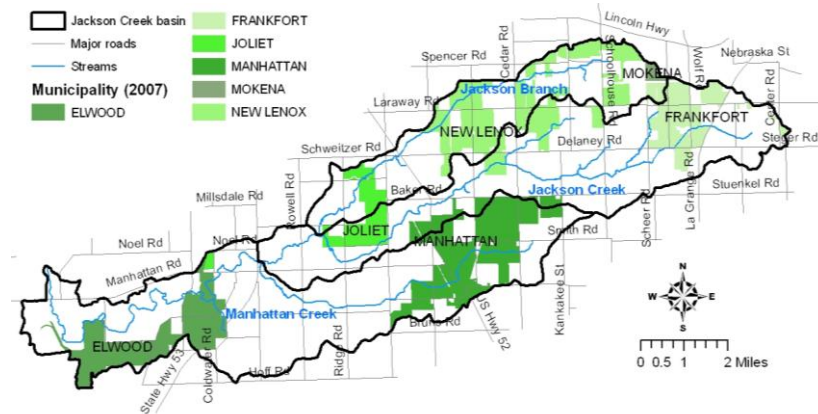 Jackson Creek basin
Major roads
Streams
Municipality (2007)
ELWOOD
FRANKFORT
JOLIET
MANHATTAN
MOKENA
NEW LENOX
Lincoln Hwy
Spencer Rd
Cedar Rd
Schoolhouse Rd
Wolf Rd
Nebraska St
MOKENA
Laraway Rd
Jackson Branch
Center Rd
NEW LENOX
FRANKFORT
Schweitzer Rd
Delaney Rd
Steger Rd
Millsdale Rd
Rowell Rd
Baker Rd
Jackson Creek
Stuenkel Rd
Scheer Rd
La Grange Rd
Noel Rd
Noel Rd
JOLIET
MANHATTAN
Smith Rd
Manhattan Rd
Manhattan Creek
US Hwy 52
Kankakee St
Bruns Rd
ELWOOD
Ridge Rd
Coldwater Rd
State Hwy 53
Hoff Rd
N
W
E
S
0 0.5 1 2 Miles